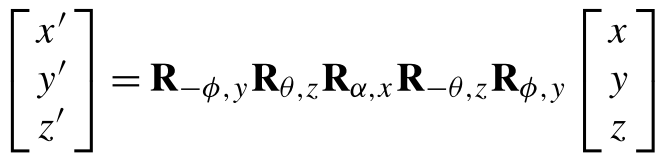 [x′ y′ z′] = R₋ϕ,y Rθ,z Rα,x R₋θ,z Rϕ,y [x y z]